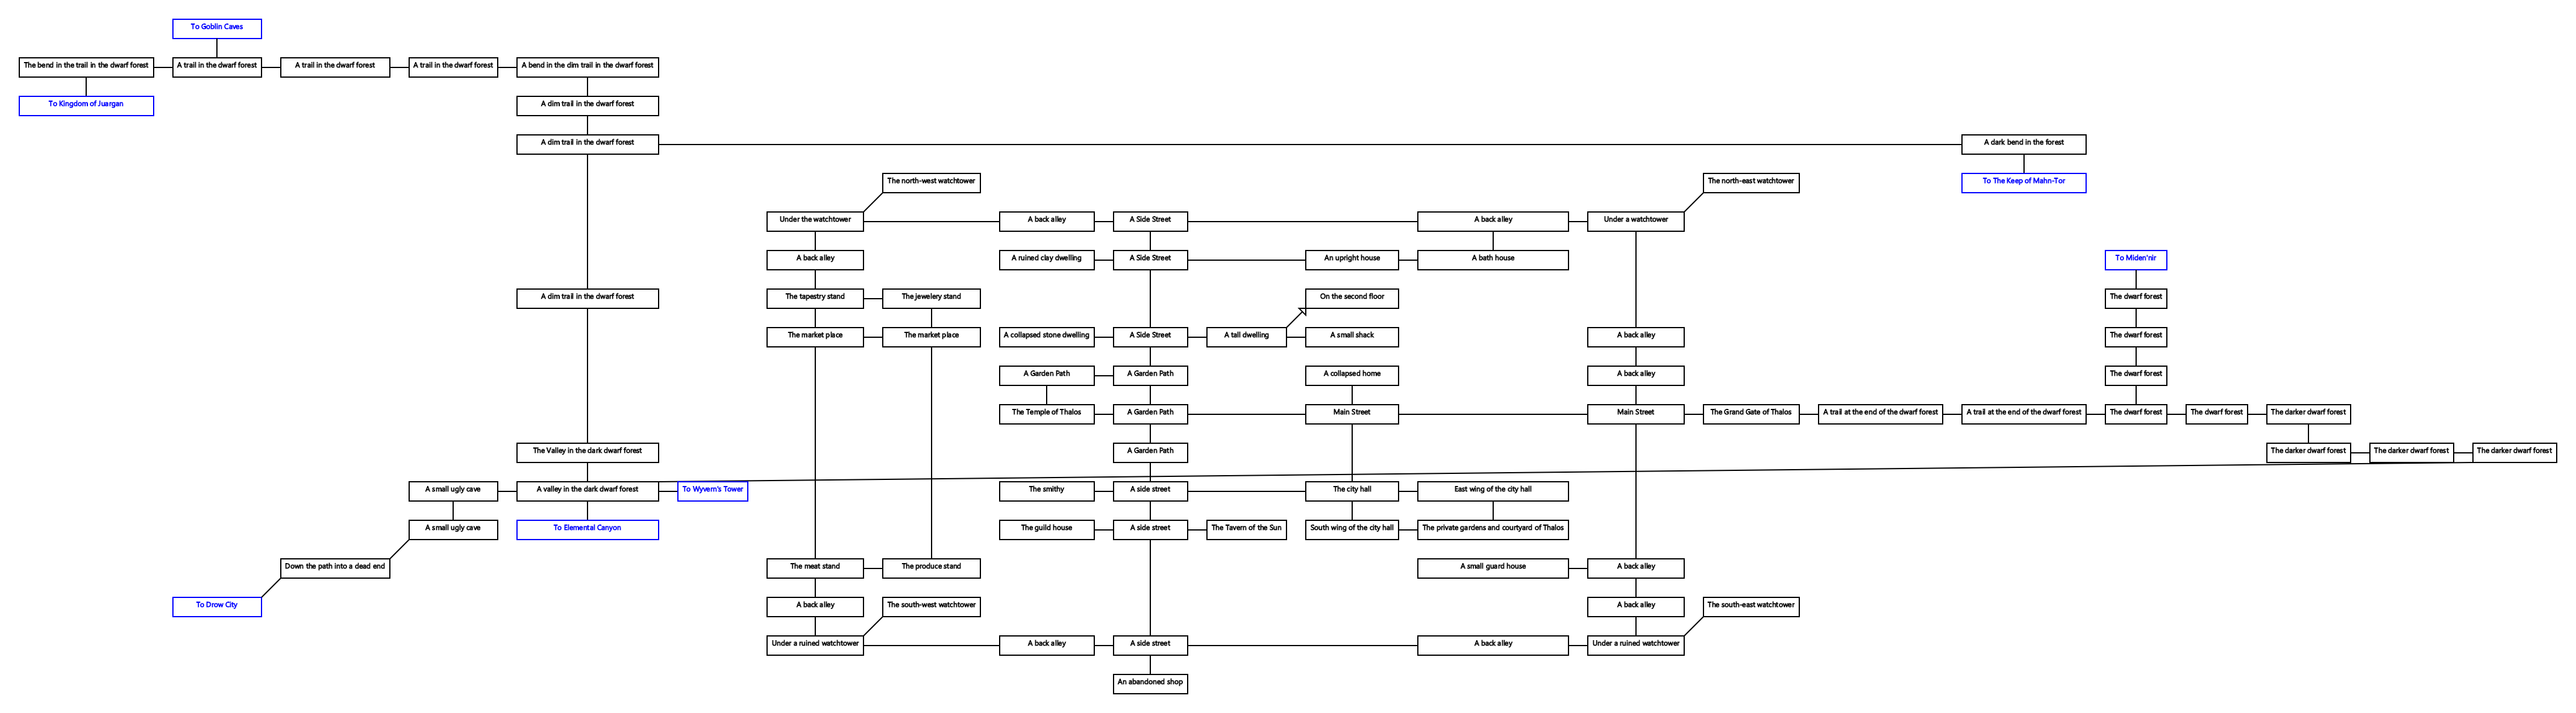 To Goblin Caves
The bend in the trail in the dwarf forest
A trail in the dwarf forest
A trail in the dwarf forest
A trail in the dwarf forest
A bend in the dim trail in the dwarf forest
To Kingdom of Juargan
A dim trail in the dwarf forest
A dim trail in the dwarf forest
A dark bend in the forest
The north-west watchtower
The north-east watchtower
To The Keep of Mahn-Tor
Under the watchtower
A back alley
A Side Street
A back alley
Under a watchtower
A back alley
A ruined clay dwelling
A Side Street
An upright house
A bath house
To Miden'nir
A dim trail in the dwarf forest
The tapestry stand
The jewelery stand
On the second floor
The dwarf forest
The market place
The market place
A collapsed stone dwelling
A Side Street
A tall dwelling
A small shack
A back alley
The dwarf forest
A Garden Path
A Garden Path
A collapsed home
A back alley
The dwarf forest
The Temple of Thalos
A Garden Path
Main Street
Main Street
The Grand Gate of Thalos
A trail at the end of the dwarf forest
A trail at the end of the dwarf forest
The dwarf forest
The dwarf forest
The darker dwarf forest
The Valley in the dark dwarf forest
A Garden Path
The darker dwarf forest
The darker dwarf forest
The darker dwarf forest
A small ugly cave
A valley in the dark dwarf forest
To Wyvern's Tower
The smithy
A side street
The city hall
East wing of the city hall
A small ugly cave
To Elemental Canyon
The guild house
A side street
The Tavern of the Sun
South wing of the city hall
The private gardens and courtyard of Thalos
Down the path into a dead end
The meat stand
The produce stand
A small guard house
A back alley
To Drow City
A back alley
The south-west watchtower
A back alley
The south-east watchtower
Under a ruined watchtower
A back alley
A side street
A back alley
Under a ruined watchtower
An abandoned shop